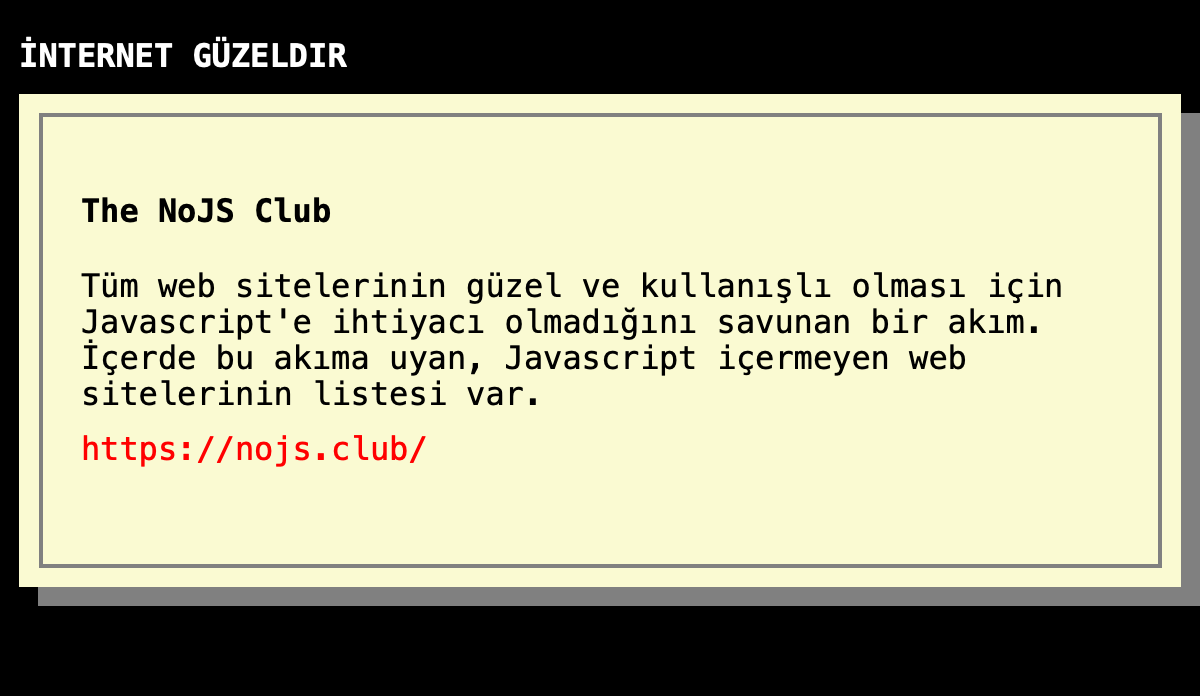 İNTERNET GÜZELDIR
The NoJS Club
Tüm web sitelerinin güzel ve kullanışlı olması için
Javascript'e ihtiyacı olmadığını savunan bir akım.
İçerde bu akıma uyan, Javascript içermeyen web
sitelerinin listesi var.
https://nojs.club/